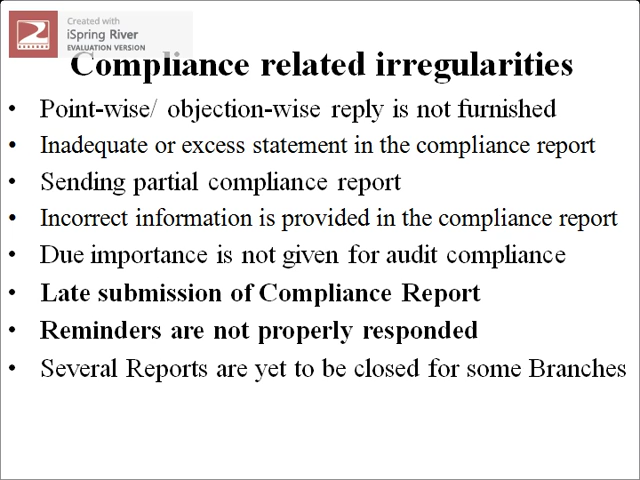 Created with
iSpring River
EVALUATION VERSION
Compliance related irregularities
• Point-wise/ objection-wise reply is not furnished
• Inadequate or excess statement in the compliance report
• Sending partial compliance report
• Incorrect information is provided in the compliance report
• Due importance is not given for audit compliance
• Late submission of Compliance Report
• Reminders are not properly responded
• Several Reports are yet to be closed for some Branches